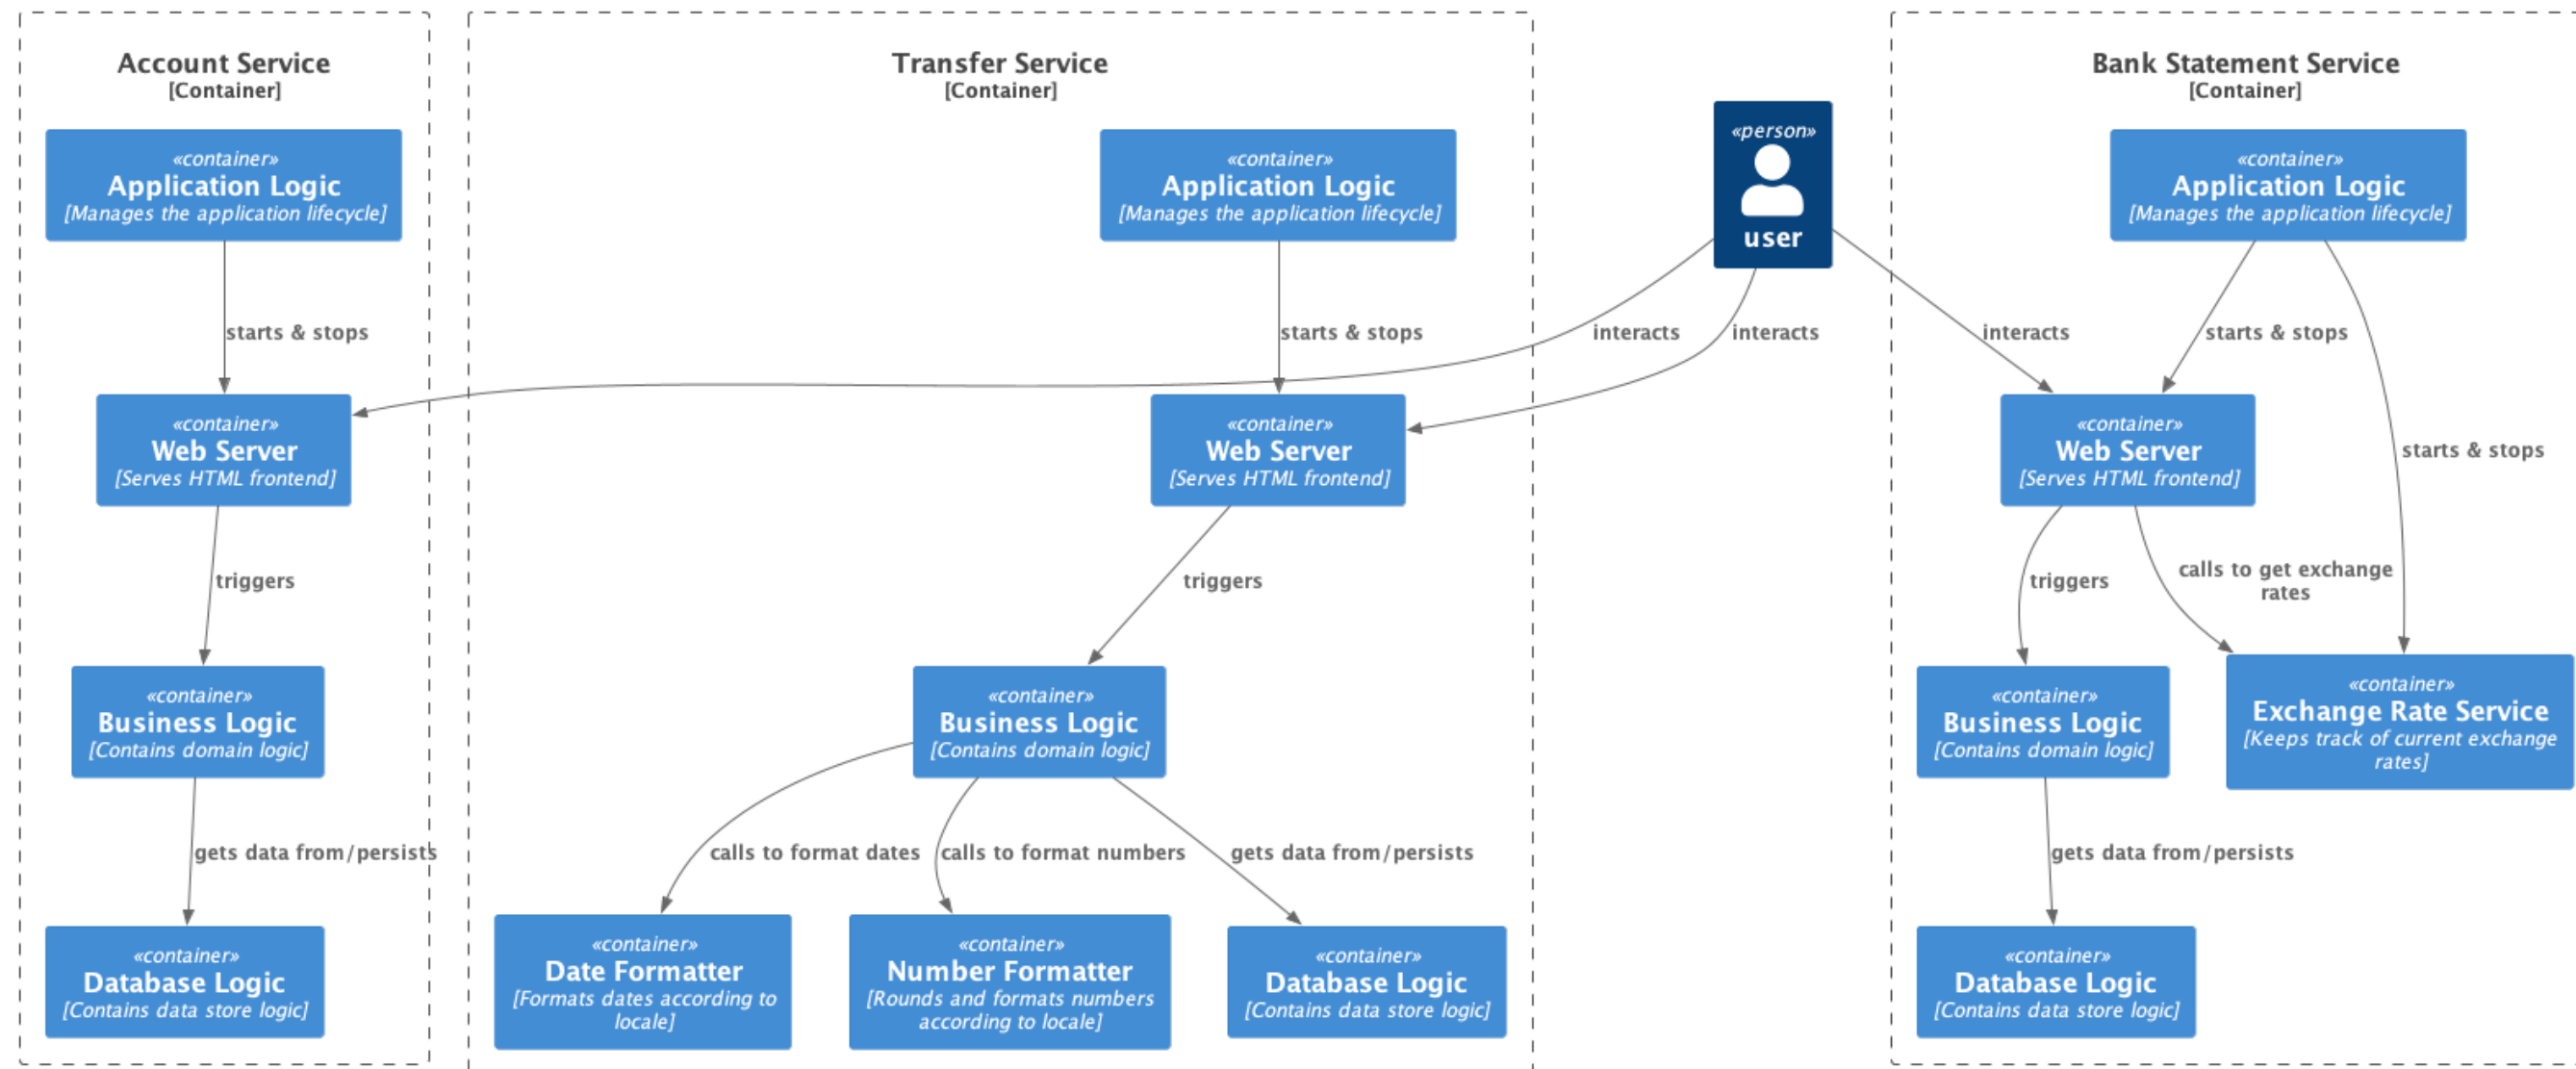 Account Service
[Container]
«container»
Application Logic
[Manages the application lifecycle]
starts & stops
«container»
Web Server
[Serves HTML frontend]
triggers
«container»
Business Logic
[Contains domain logic]
gets data from/persists
«container»
Database Logic
[Contains data store logic]
Transfer Service
[Container]
«container»
Application Logic
[Manages the application lifecycle]
starts & stops
«container»
Web Server
[Serves HTML frontend]
triggers
«container»
Business Logic
[Contains domain logic]
calls to format dates
calls to format numbers
gets data from/persists
«container»
Date Formatter
[Formats dates according to
locale]
«container»
Number Formatter
[Rounds and formats numbers
according to locale]
«container»
Database Logic
[Contains data store logic]
«person»
user
interacts
interacts
interacts
Bank Statement Service
[Container]
«container»
Application Logic
[Manages the application lifecycle]
starts & stops
starts & stops
«container»
Web Server
[Serves HTML frontend]
triggers
calls to get exchange
rates
«container»
Business Logic
[Contains domain logic]
«container»
Exchange Rate Service
[Keeps track of current exchange
rates]
gets data from/persists
«container»
Database Logic
[Contains data store logic]